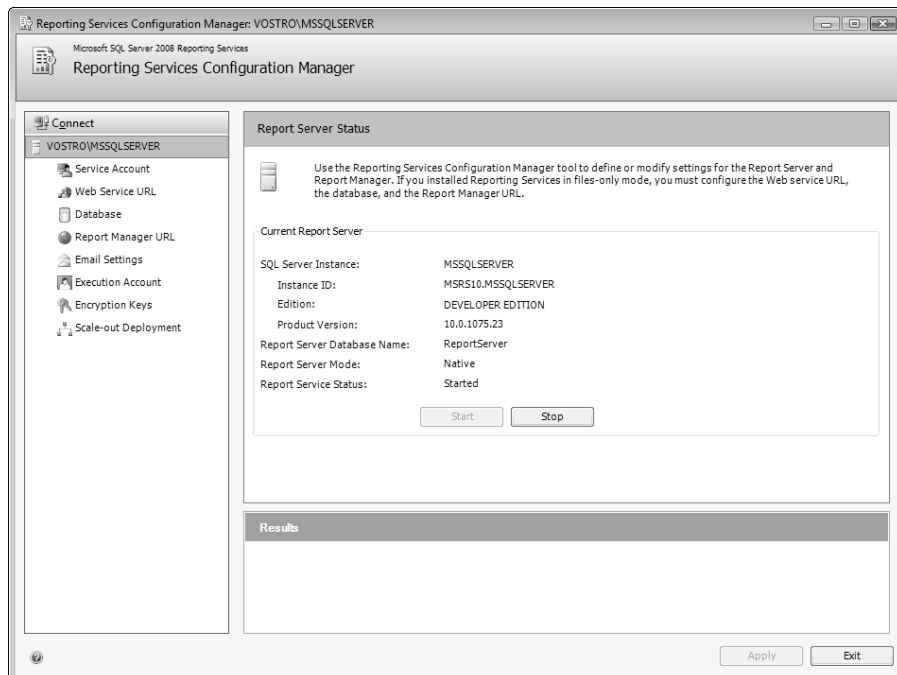 Reporting Services Configuration Manager: VOSTRO\MSSQLSERVER
Microsoft SQL Server 2008 Reporting Services
Reporting Services Configuration Manager
Connect
VOSTRO\MSSQLSERVER
Service Account
Web Service URL
Database
Report Manager URL
Email Settings
Execution Account
Encryption Keys
Scale-out Deployment
Report Server Status
Use the Reporting Services Configuration Manager tool to define or modify settings for the Report Server and
Report Manager. If you installed Reporting Services in files-only mode, you must configure the Web service URL,
the database, and the Report Manager URL.
Current Report Server
SQL Server Instance: MSSQLSERVER
Instance ID: MSRS10.MSSQLSERVER
Edition: DEVELOPER EDITION
Product Version: 10.0.1075.23
Report Server Database Name: ReportServer
Report Server Mode: Native
Report Service Status: Started
Start Stop
Results
Apply Exit